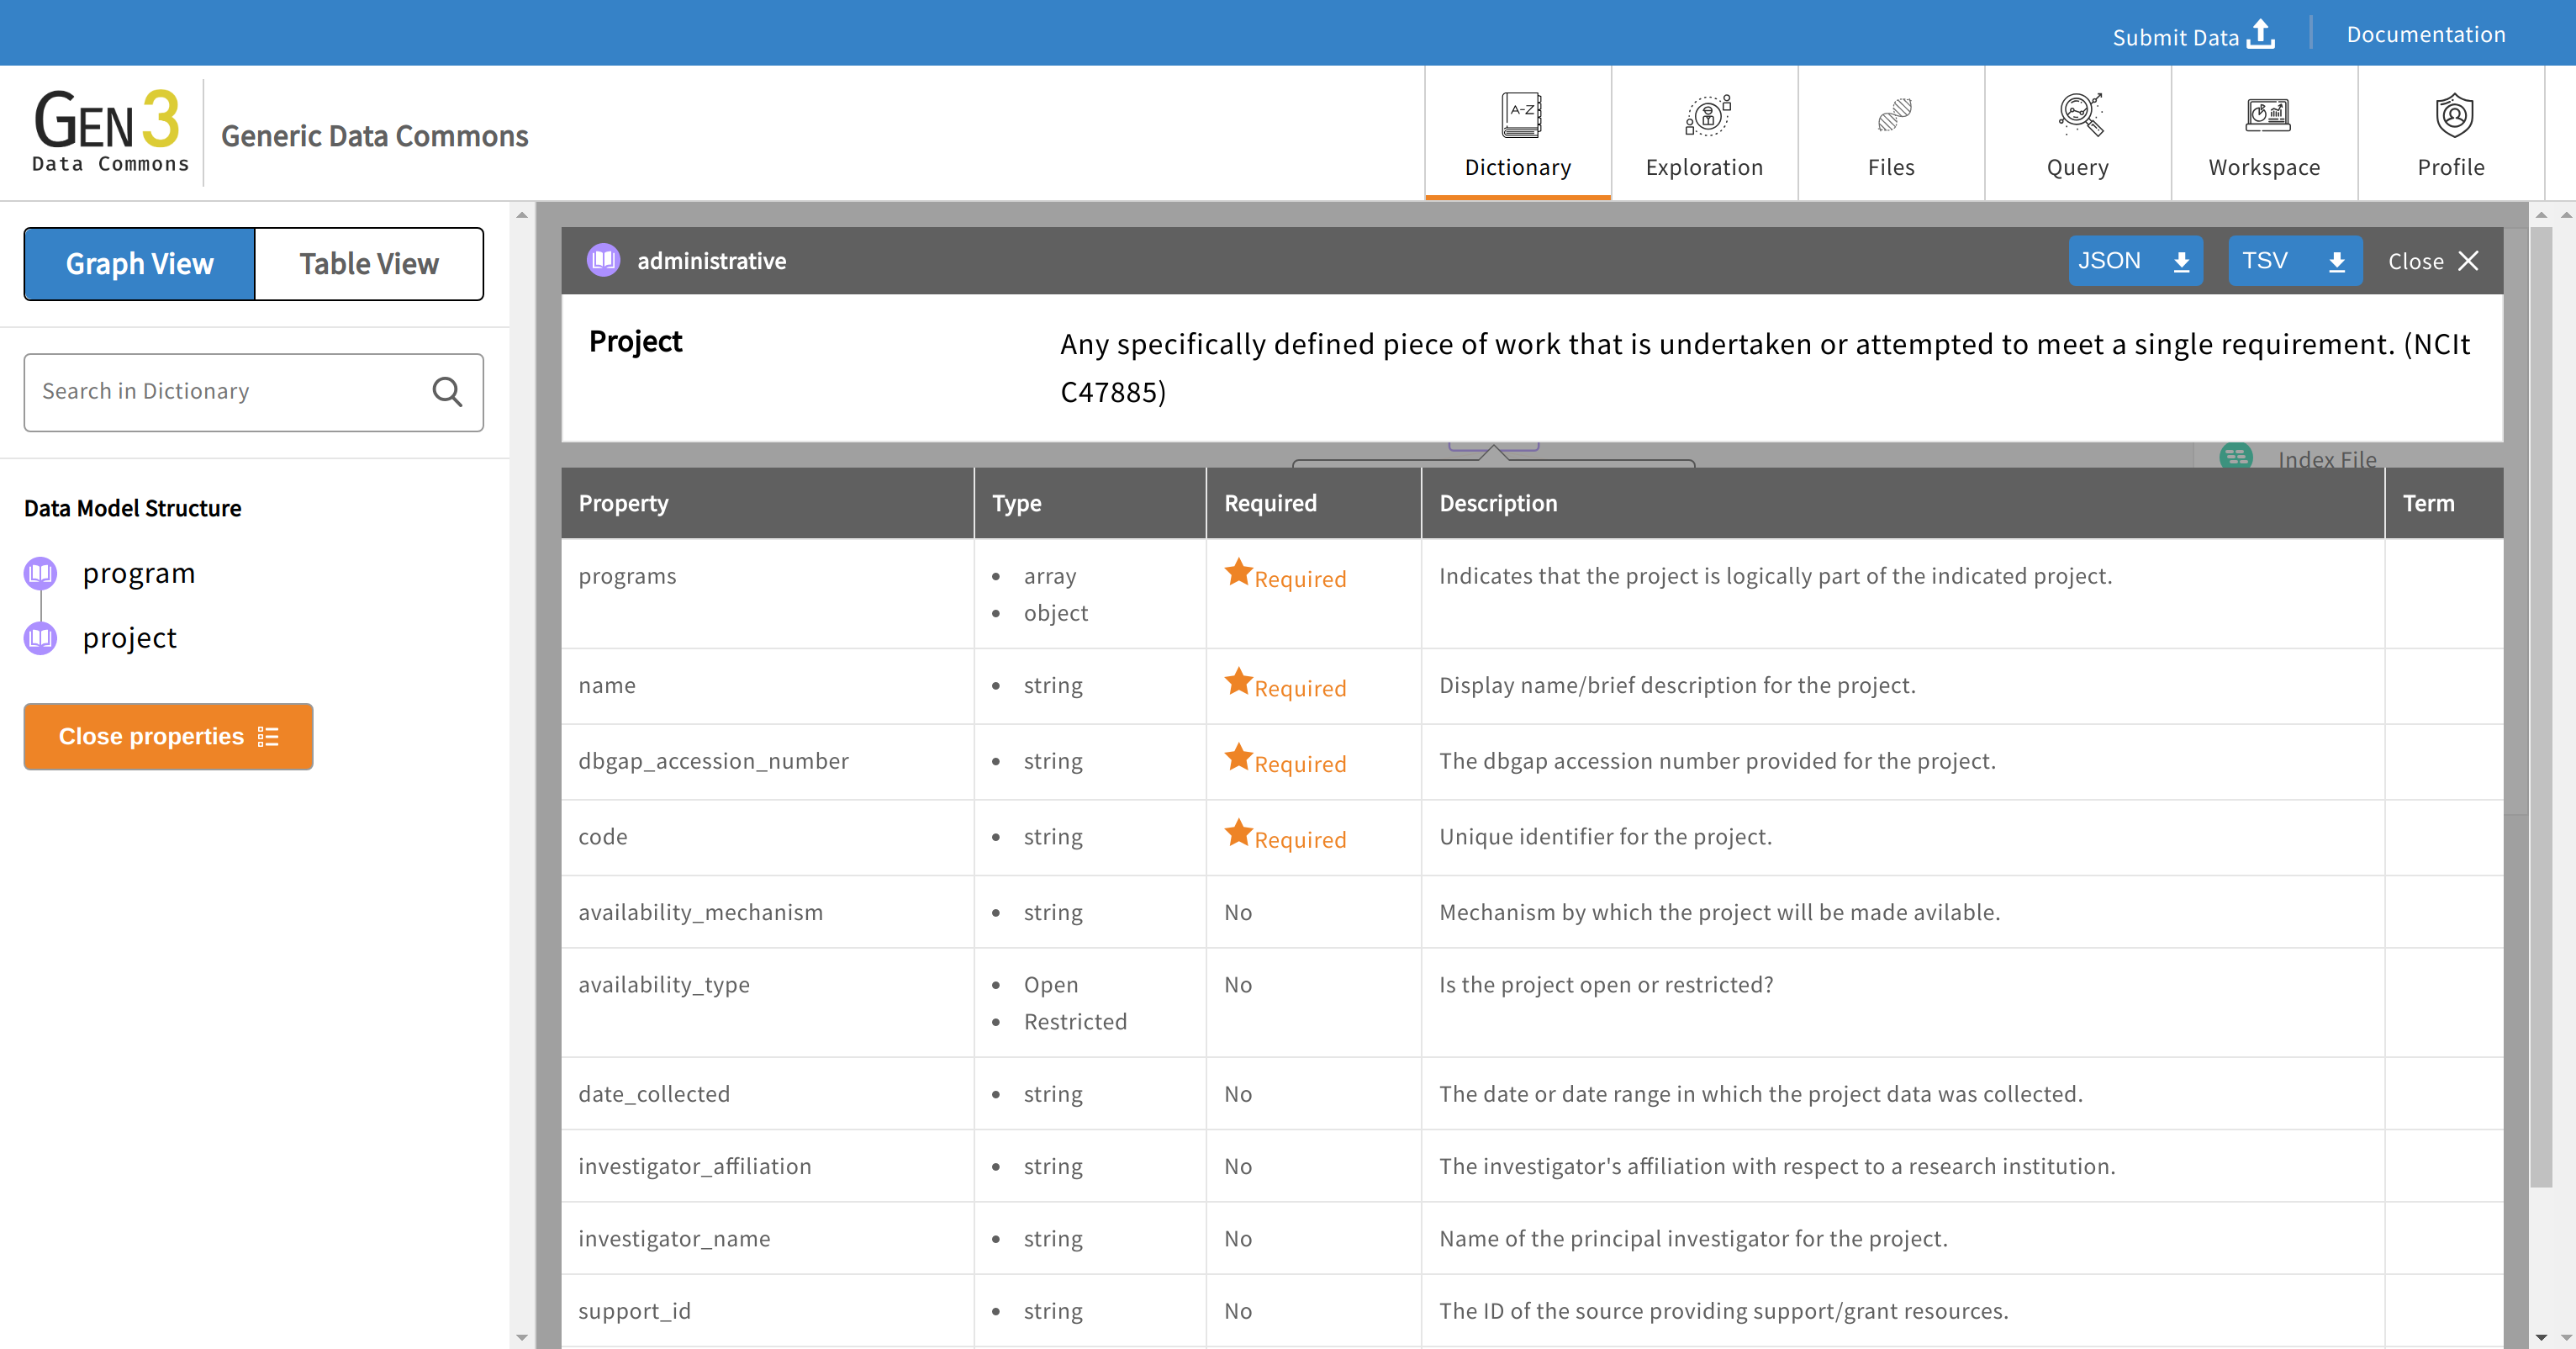 Submit Data
Documentation
GEN3
Data Commons
Generic Data Commons
A-Z
Dictionary
Exploration
Files
Query
Workspace
Profile
Graph View
Table View
Search in Dictionary
Data Model Structure
program
project
Close properties
administrative
JSON
TSV
Close
Project
Any specifically defined piece of work that is undertaken or attempted to meet a single requirement. (NCIt
C47885)
Index File
Property Type Required Description Term
programs array Required Indicates that the project is logically part of the indicated project.
object
name string Required Display name/brief description for the project.
dbgap_accession_number string Required The dbgap accession number provided for the project.
code string Required Unique identifier for the project.
availability_mechanism string No Mechanism by which the project will be made avilable.
availability_type Open No Is the project open or restricted?
Restricted
date_collected string No The date or date range in which the project data was collected.
investigator_affiliation string No The investigator's affiliation with respect to a research institution.
investigator_name string No Name of the principal investigator for the project.
support_id string No The ID of the source providing support/grant resources.